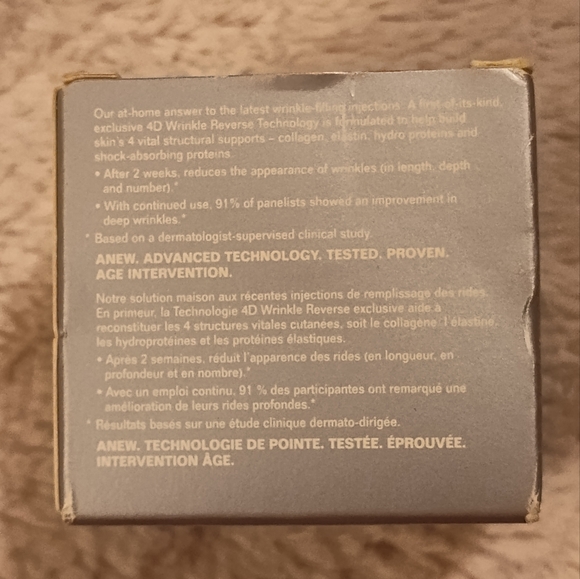 Our at-home answer to the latest wrinkle-filling injections. A first-of-its-kind,
exclusive 4D Wrinkle Reverse Technology is formulated to help build
skin's 4 vital structural supports – collagen, elastin, hydro proteins and
shock-absorbing proteins.
• After 2 weeks, reduces the appearance of wrinkles (in length, depth
and number).*
• With continued use, 91% of panelists showed an improvement in
deep wrinkles.*
* Based on a dermatologist-supervised clinical study.
ANEW. ADVANCED TECHNOLOGY. TESTED. PROVEN.
AGE INTERVENTION.
Notre solution maison aux récentes injections de remplissage des rides.
En primeur, la Technologie 4D Wrinkle Reverse exclusive aide à
reconstituer les 4 structures vitales cutanées, soit le collagène, l'élastine,
les hydroprotéines et les protéines élastiques.
• Après 2 semaines, réduit l'apparence des rides (en longueur, en
profondeur et en nombre).*
• Avec un emploi continu, 91 % des participantes ont remarqué une
amélioration de leurs rides profondes.*
* Résultats basés sur une étude clinique dermato-dirigée.
ANEW. TECHNOLOGIE DE POINTE. TESTÉE. ÉPROUVÉE.
INTERVENTION ÂGE.